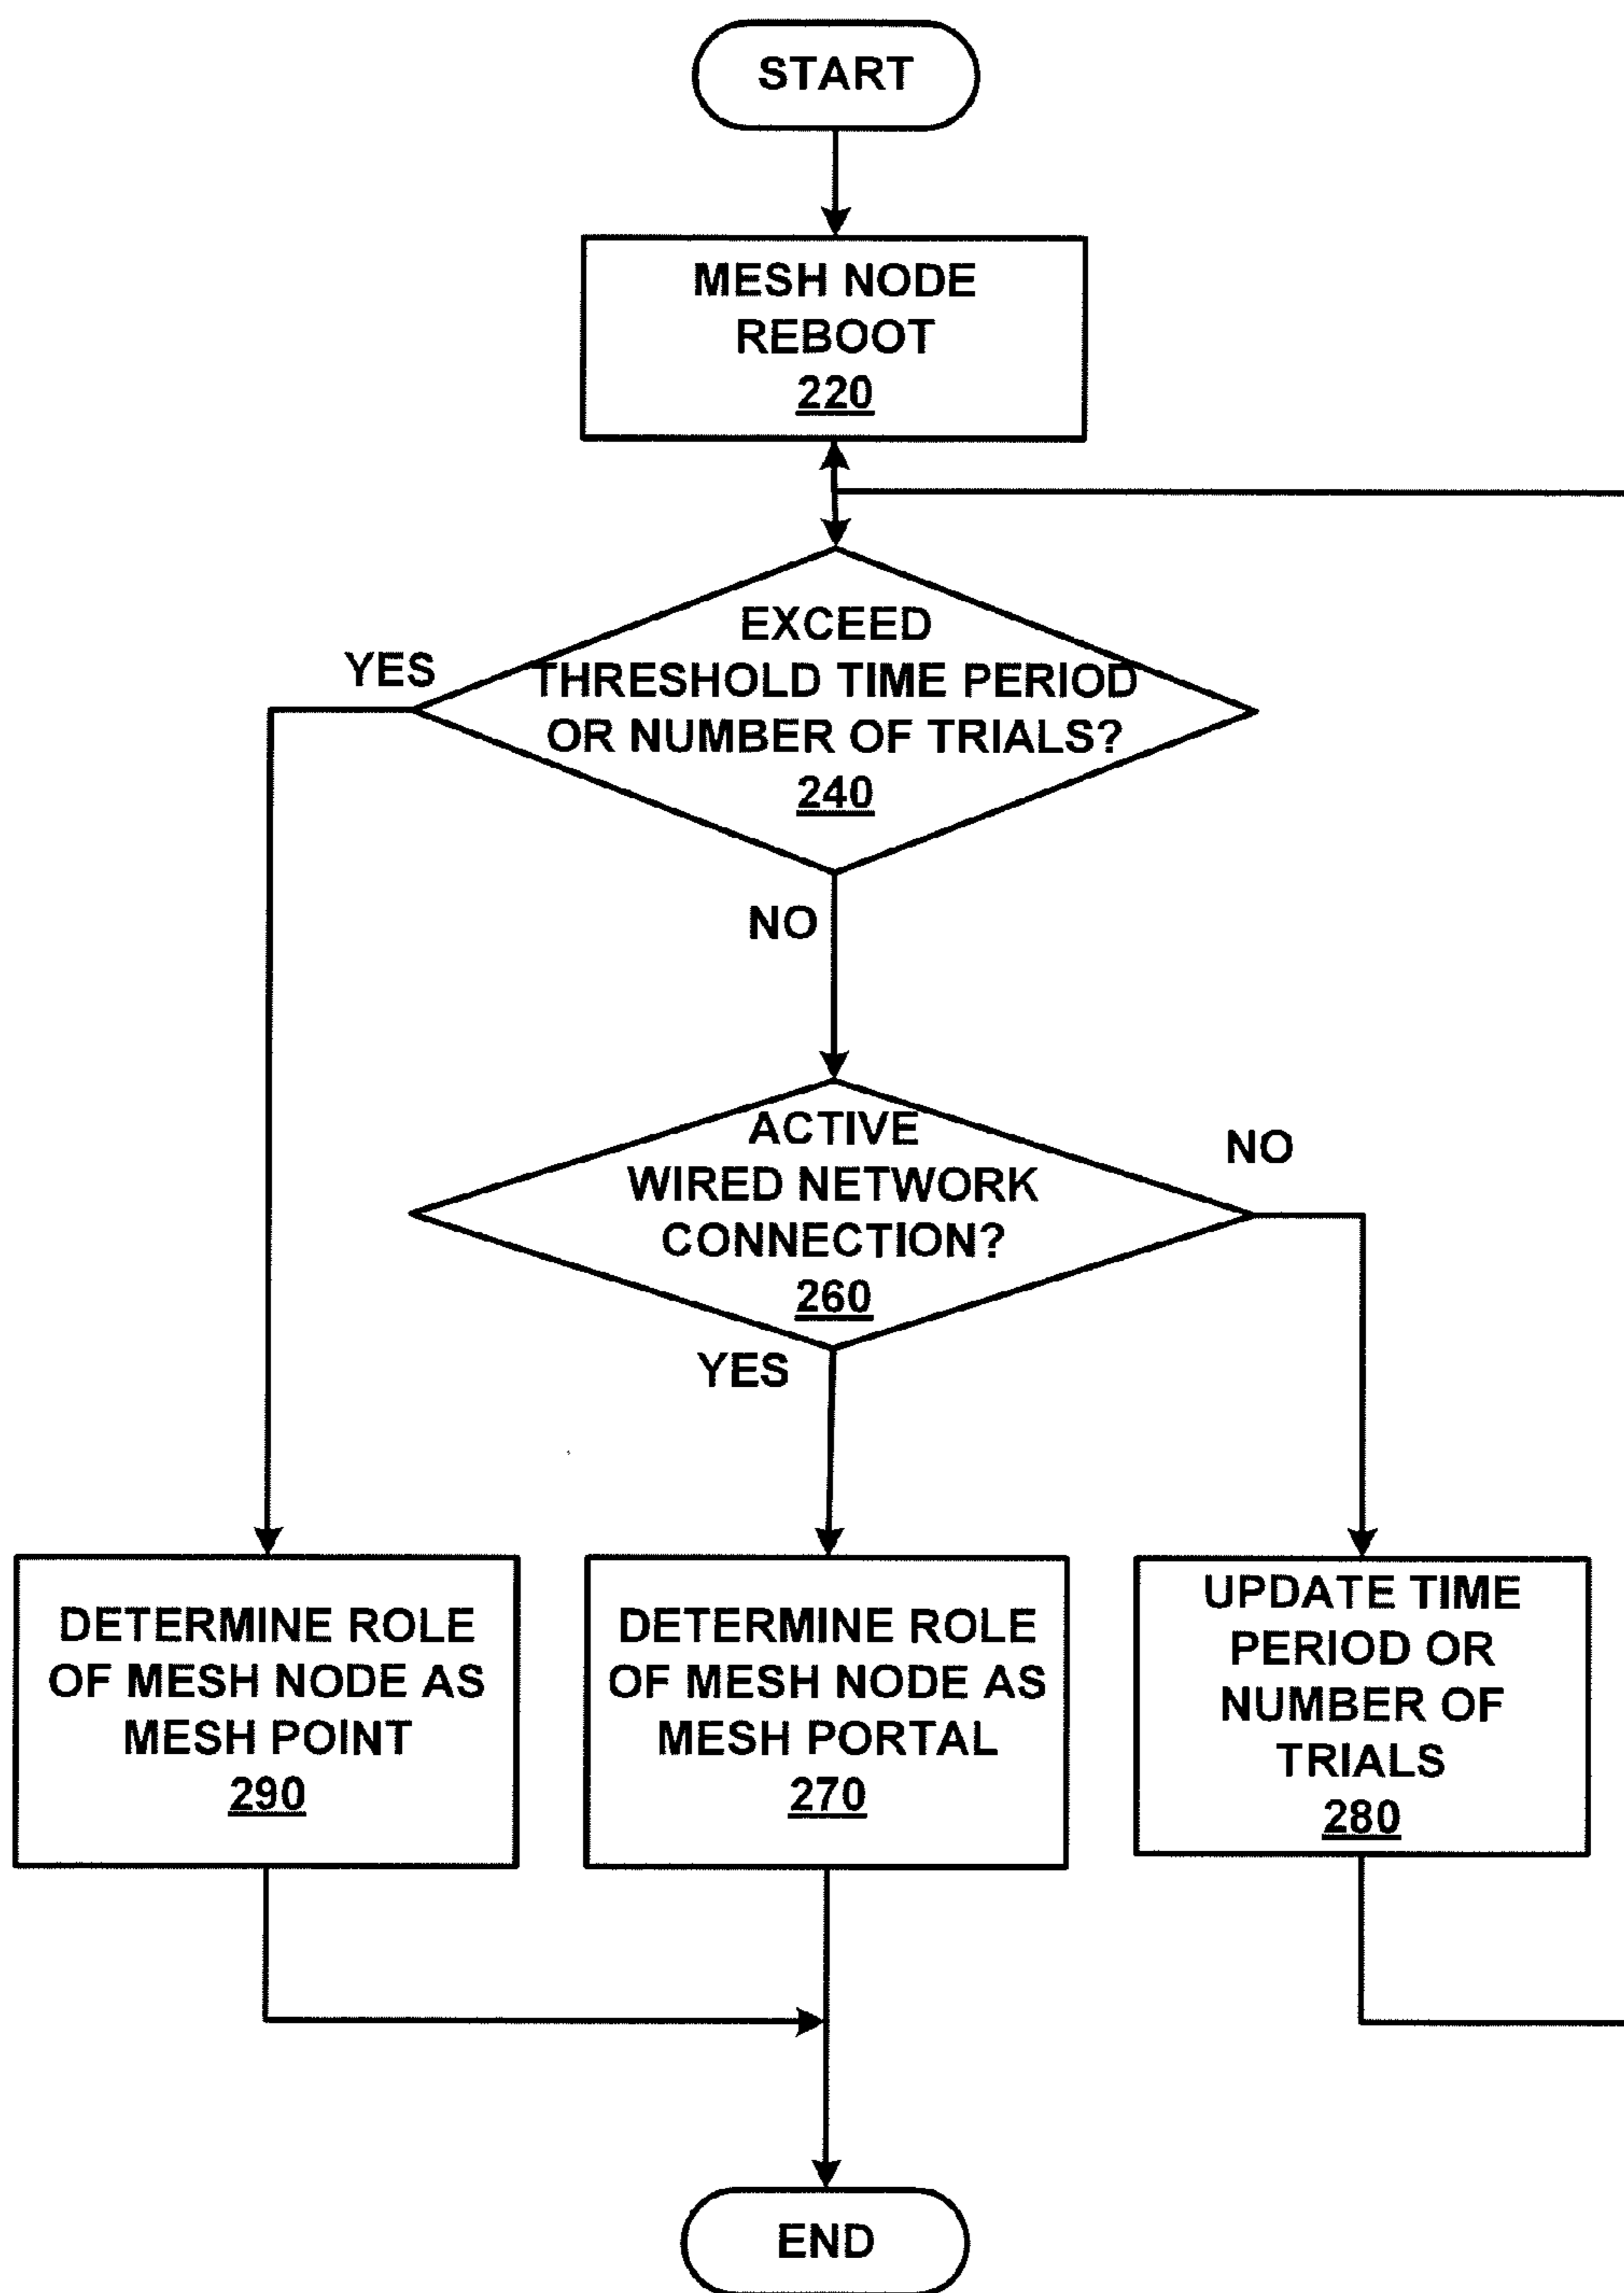 START
MESH NODE
REBOOT
220
EXCEED
THRESHOLD TIME PERIOD
OR NUMBER OF TRIALS?
240
YES
NO
ACTIVE
WIRED NETWORK
CONNECTION?
260
NO
YES
DETERMINE ROLE
OF MESH NODE AS
MESH POINT
290
DETERMINE ROLE
OF MESH NODE AS
MESH PORTAL
270
UPDATE TIME
PERIOD OR
NUMBER OF
TRIALS
280
END